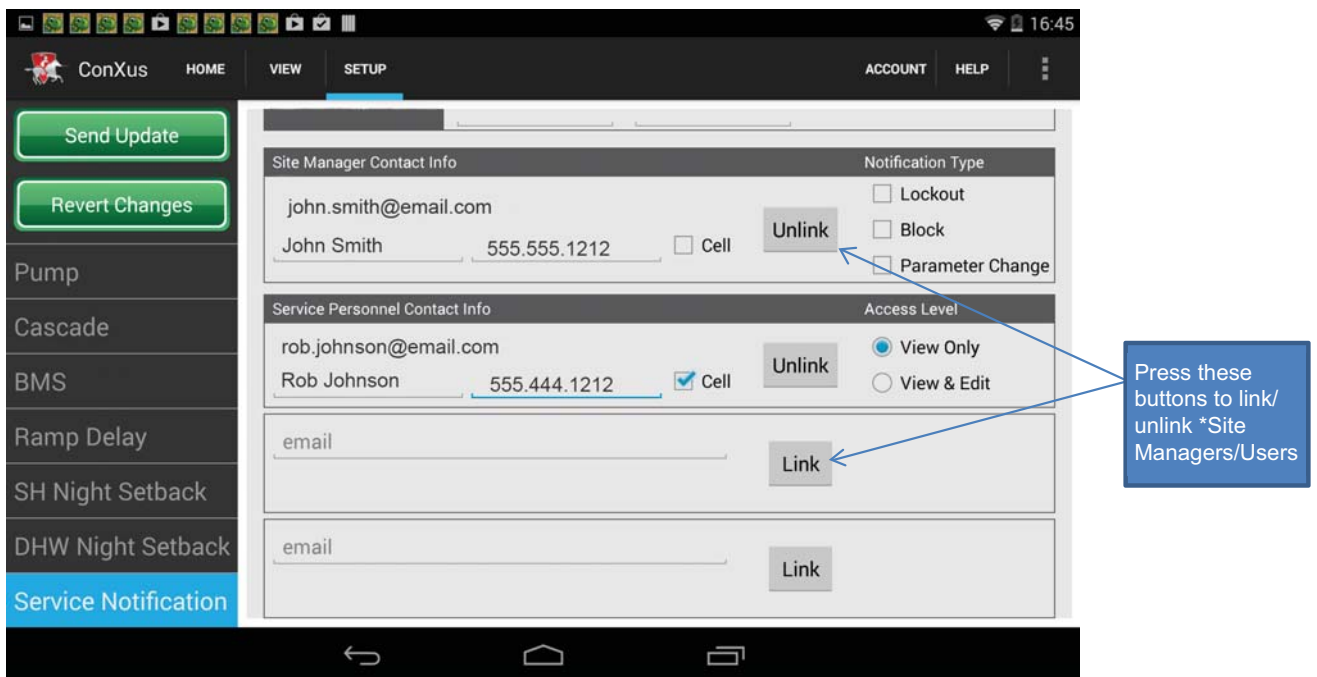 16:45
ConXus HOME VIEW SETUP ACCOUNT HELP
Send Update
Revert Changes
Pump
Cascade
BMS
Ramp Delay
SH Night Setback
DHW Night Setback
Service Notification
Site Manager Contact Info Notification Type
john.smith@email.com
John Smith 555.555.1212 Cell Unlink
Lockout
Block
Parameter Change
Service Personnel Contact Info Access Level
rob.johnson@email.com
Rob Johnson 555.444.1212 Cell Unlink
View Only
View & Edit
email
Link
email
Link
Press these
buttons to link/
unlink *Site
Managers/Users